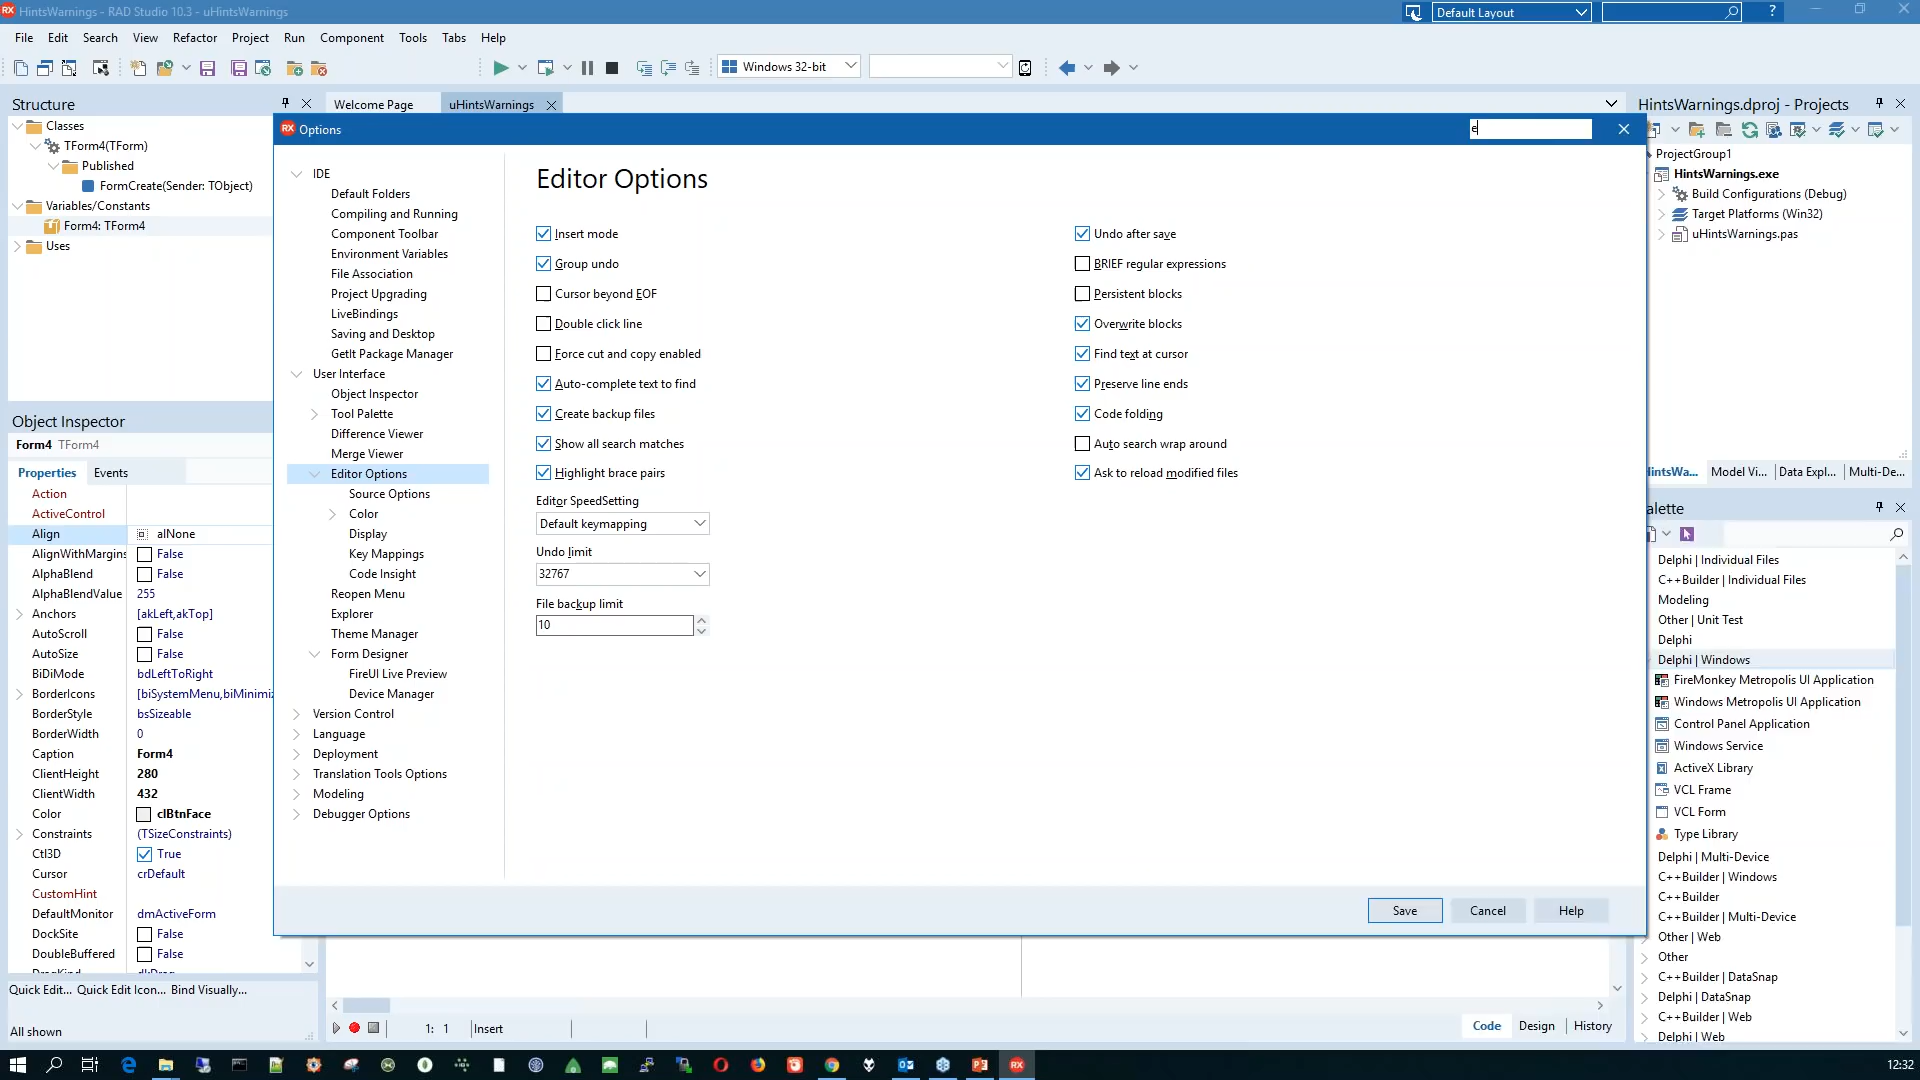 HintsWarnings - RAD Studio 10.3 - uHintsWarnings
Default Layout
?
File Edit Search View Refactor Project Run Component Tools Tabs Help
Windows 32-bit
Structure
Classes
TForm4(TForm)
Published
FormCreate(Sender: TObject)
Variables/Constants
Form4: TForm4
Uses
Object Inspector
Form4 TForm4
Properties Events
Action
ActiveControl
Align alNone
AlignWithMargins False
AlphaBlend False
AlphaBlendValue 255
Anchors [akLeft,akTop]
AutoScroll False
AutoSize False
BiDiMode bdLeftToRight
BorderIcons [biSystemMenu,biMinimiz
BorderStyle bsSizeable
BorderWidth 0
Caption Form4
ClientHeight 280
ClientWidth 432
Color clBtnFace
Constraints (TSizeConstraints)
Ctl3D True
Cursor crDefault
CustomHint
DefaultMonitor dmActiveForm
DockSite False
DoubleBuffered False
Quick Edit... Quick Edit Icon... Bind Visually...
All shown
Welcome Page uHintsWarnings
RX Options e
IDE
Default Folders
Compiling and Running
Component Toolbar
Environment Variables
File Association
Project Upgrading
LiveBindings
Saving and Desktop
GetIt Package Manager
User Interface
Object Inspector
Tool Palette
Difference Viewer
Merge Viewer
Editor Options
Source Options
Color
Display
Key Mappings
Code Insight
Reopen Menu
Explorer
Theme Manager
Form Designer
FireUI Live Preview
Device Manager
Version Control
Language
Deployment
Translation Tools Options
Modeling
Debugger Options
Editor Options
Insert mode
Group undo
Cursor beyond EOF
Double click line
Force cut and copy enabled
Auto-complete text to find
Create backup files
Show all search matches
Highlight brace pairs
Undo after save
BRIEF regular expressions
Persistent blocks
Overwrite blocks
Find text at cursor
Preserve line ends
Code folding
Auto search wrap around
Ask to reload modified files
Editor SpeedSetting
Default keymapping
Undo limit
32767
File backup limit
10
Save Cancel Help
1: 1 Insert
Code Design History
HintsWarnings.dproj - Projects
ProjectGroup1
HintsWarnings.exe
Build Configurations (Debug)
Target Platforms (Win32)
uHintsWarnings.pas
lintsWa... Model Vi... Data Expl... Multi-De...
alette
Delphi | Individual Files
C++Builder | Individual Files
Modeling
Other | Unit Test
Delphi
Delphi | Windows
FireMonkey Metropolis UI Application
Windows Metropolis UI Application
Control Panel Application
Windows Service
ActiveX Library
VCL Frame
VCL Form
Type Library
Delphi | Multi-Device
C++Builder | Windows
C++Builder
C++Builder | Multi-Device
Other | Web
Other
C++Builder | DataSnap
Delphi | DataSnap
C++Builder | Web
Delphi | Web
12:32